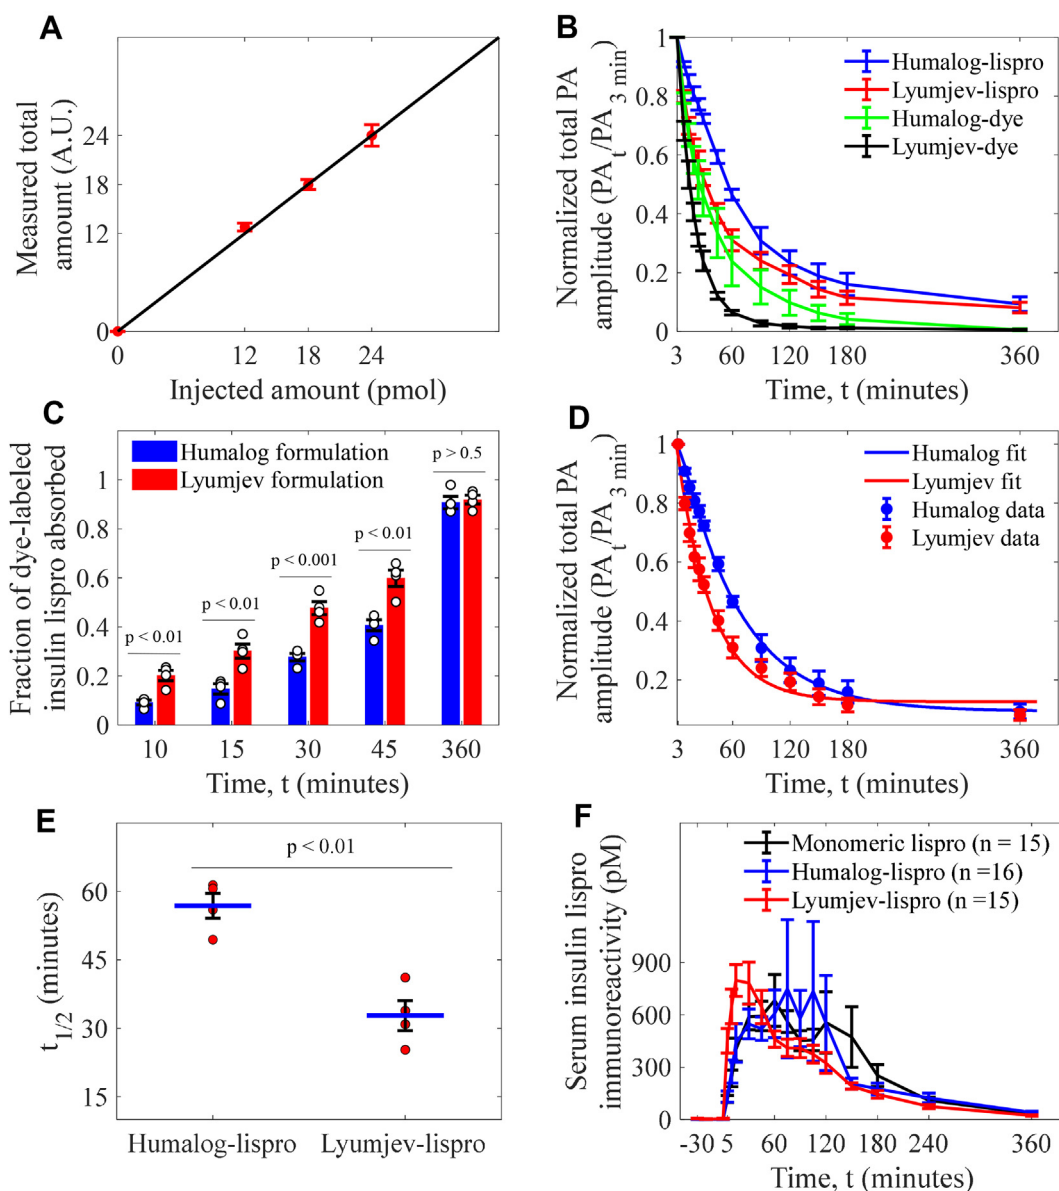 A
Measured total
amount (A.U.)
24
18
12
0
0
12
18
24
Injected amount (pmol)
B
Normalized total PA
amplitude (PAt/PA3 min)
1
0.8
0.6
0.4
0.2
0
Humalog-lispro
Lyumjev-lispro
Humalog-dye
Lyumjev-dye
3
60
120
180
360
Time, t (minutes)
C
Fraction of dye-labeled
insulin lispro absorbed
1
0.8
0.6
0.4
0.2
0
Humalog formulation
Lyumjev formulation
p < 0.01
p < 0.01
p < 0.001
p < 0.01
p > 0.5
10
15
30
45
360
Time, t (minutes)
D
Normalized total PA
amplitude (PAt/PA3 min)
1
0.8
0.6
0.4
0.2
Humalog fit
Lyumjev fit
Humalog data
Lyumjev data
3
60
120
180
360
Time, t (minutes)
E
t1/2 (minutes)
60
45
30
15
p < 0.01
Humalog-lispro
Lyumjev-lispro
F
Serum insulin lispro
immunoreactivity (pM)
900
600
300
0
Monomeric lispro (n = 15)
Humalog-lispro (n =16)
Lyumjev-lispro (n =15)
-30
5
60
120
180
240
360
Time, t (minutes)